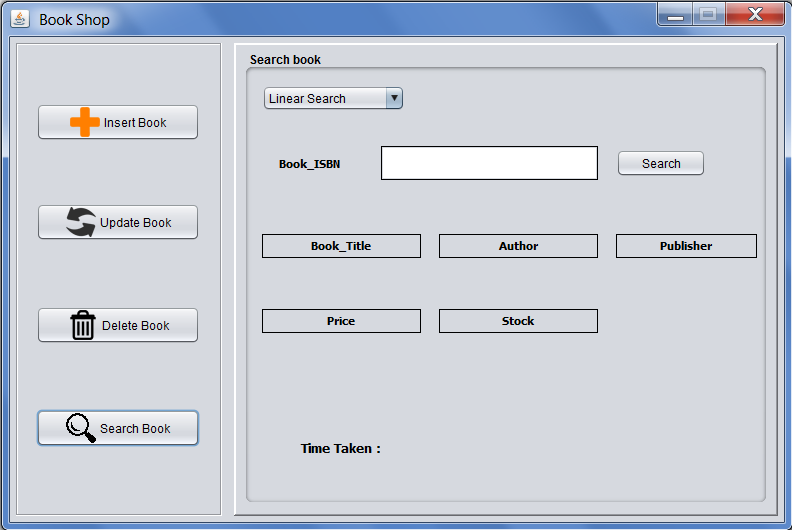 Book Shop
Insert Book
Update Book
Delete Book
Search Book
Search book
Linear Search
Book_ISBN
Search
Book_Title
Author
Publisher
Price
Stock
Time Taken :